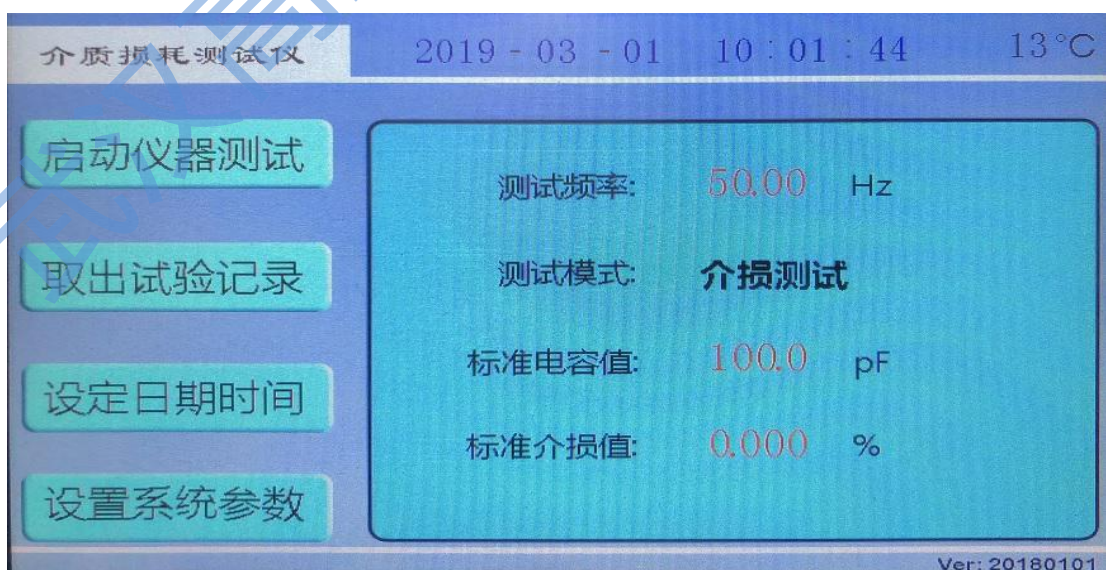 介质损耗测试仪 2019 - 03 - 01 10 : 01 : 44 13°C
启动仪器测试
取出试验记录
设定日期时间
设置系统参数
测试频率: 50.00 Hz
测试模式: 介损测试
标准电容值: 100.0 pF
标准介损值: 0.000 %
Ver: 20180101
武汉